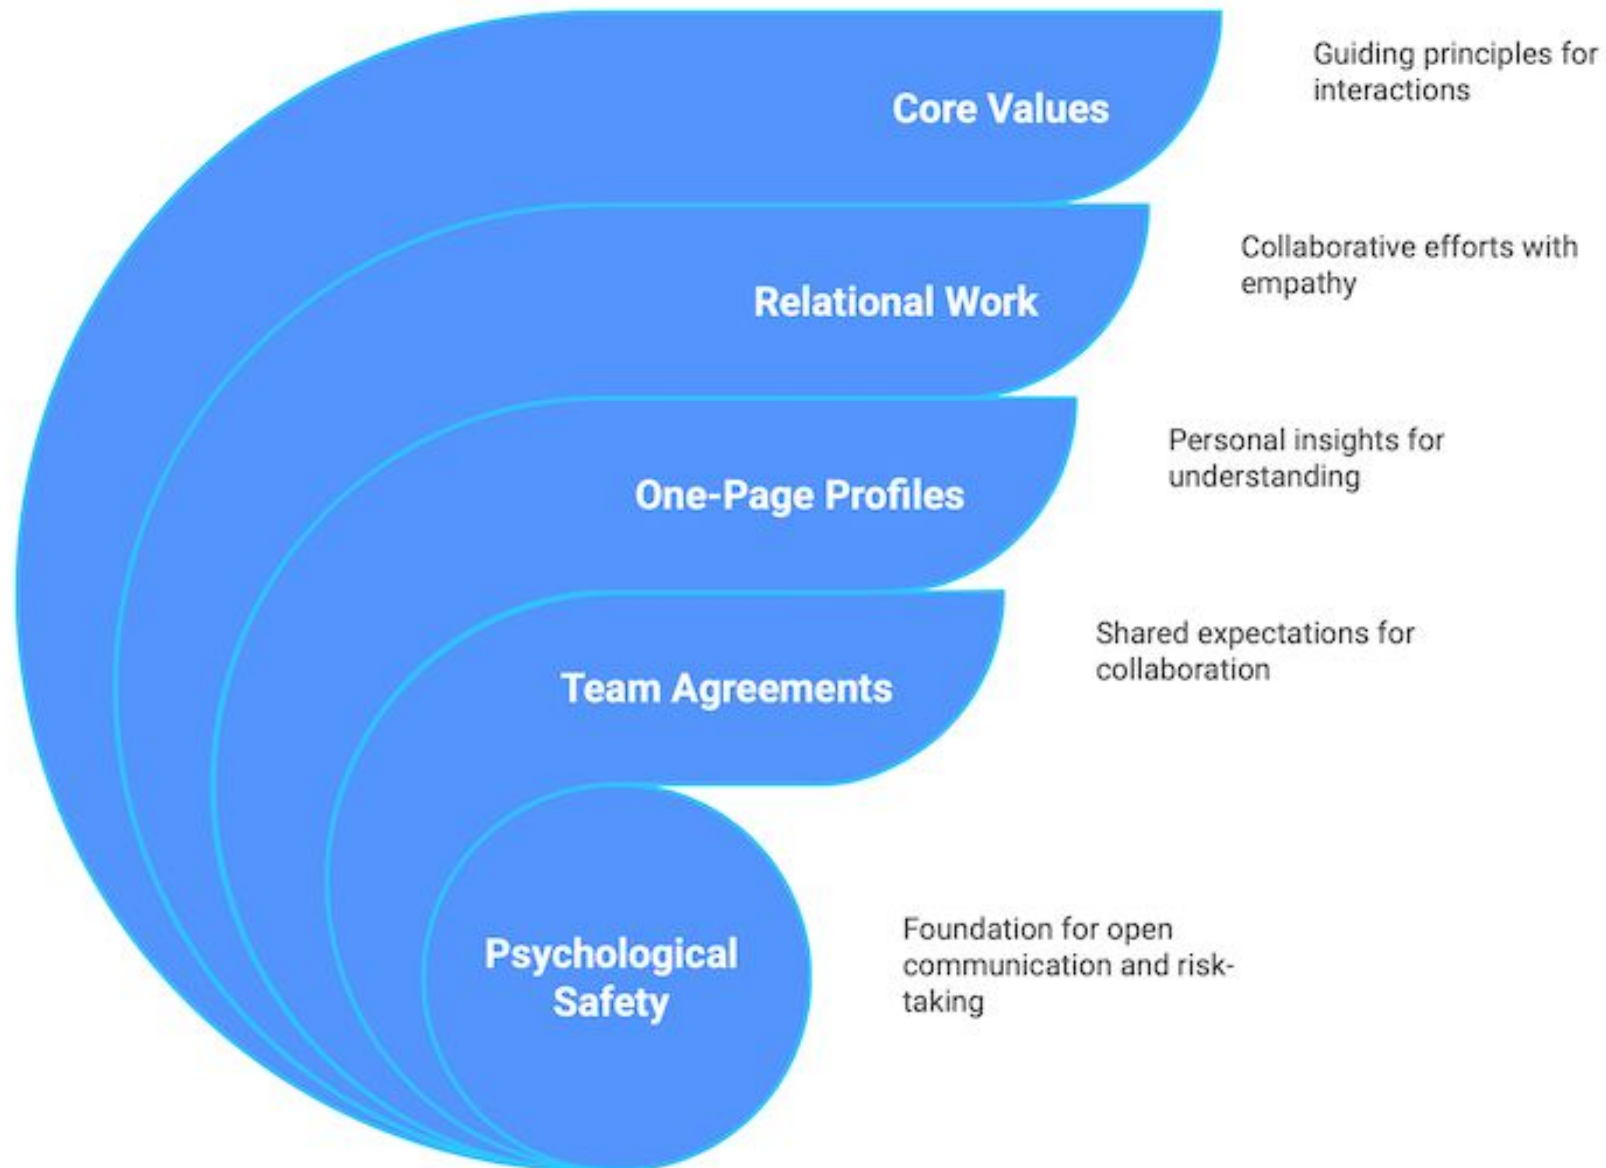 Core Values
Guiding principles for
interactions
Relational Work
Collaborative efforts with
empathy
One-Page Profiles
Personal insights for
understanding
Team Agreements
Shared expectations for
collaboration
Psychological
Safety
Foundation for open
communication and risk-
taking